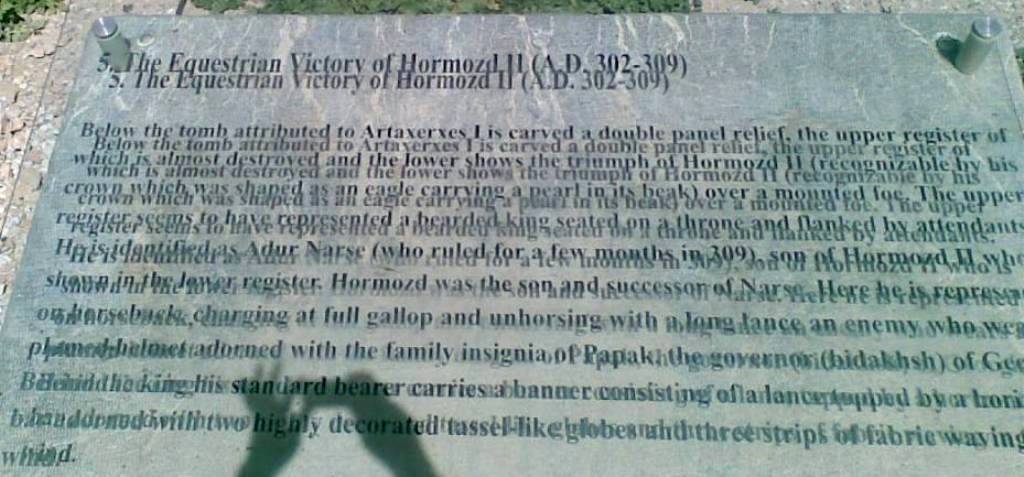 5. The Equestrian Victory of Hormozd II (A.D. 302-309)
Below the tomb attributed to Artaxerxes I is carved a double panel relief, the upper register of
which is almost destroyed and the lower shows the triumph of Hormozd II (recognizable by his
crown which was shaped as an eagle carrying a pearl in its beak) over a mounted foe. The upper
register seems to have represented a bearded king seated on a throne and flanked by attendants.
He is identified as Adur Narse (who ruled for a few months in 309), son of Hormozd II who is
shown in the lower register. Hormozd was the son and successor of Narse. Here he is represented
on horseback, charging at full gallop and unhorsing with a long lance an enemy who
plumed helmet adorned with the family insignia of Papak, the governor (bidakhsh) of
Behind the king his standard bearer carries a banner consisting of a lance topped by a
bar adorned with two highly decorated tassel-like globes and three strips of fabric waving
wind.